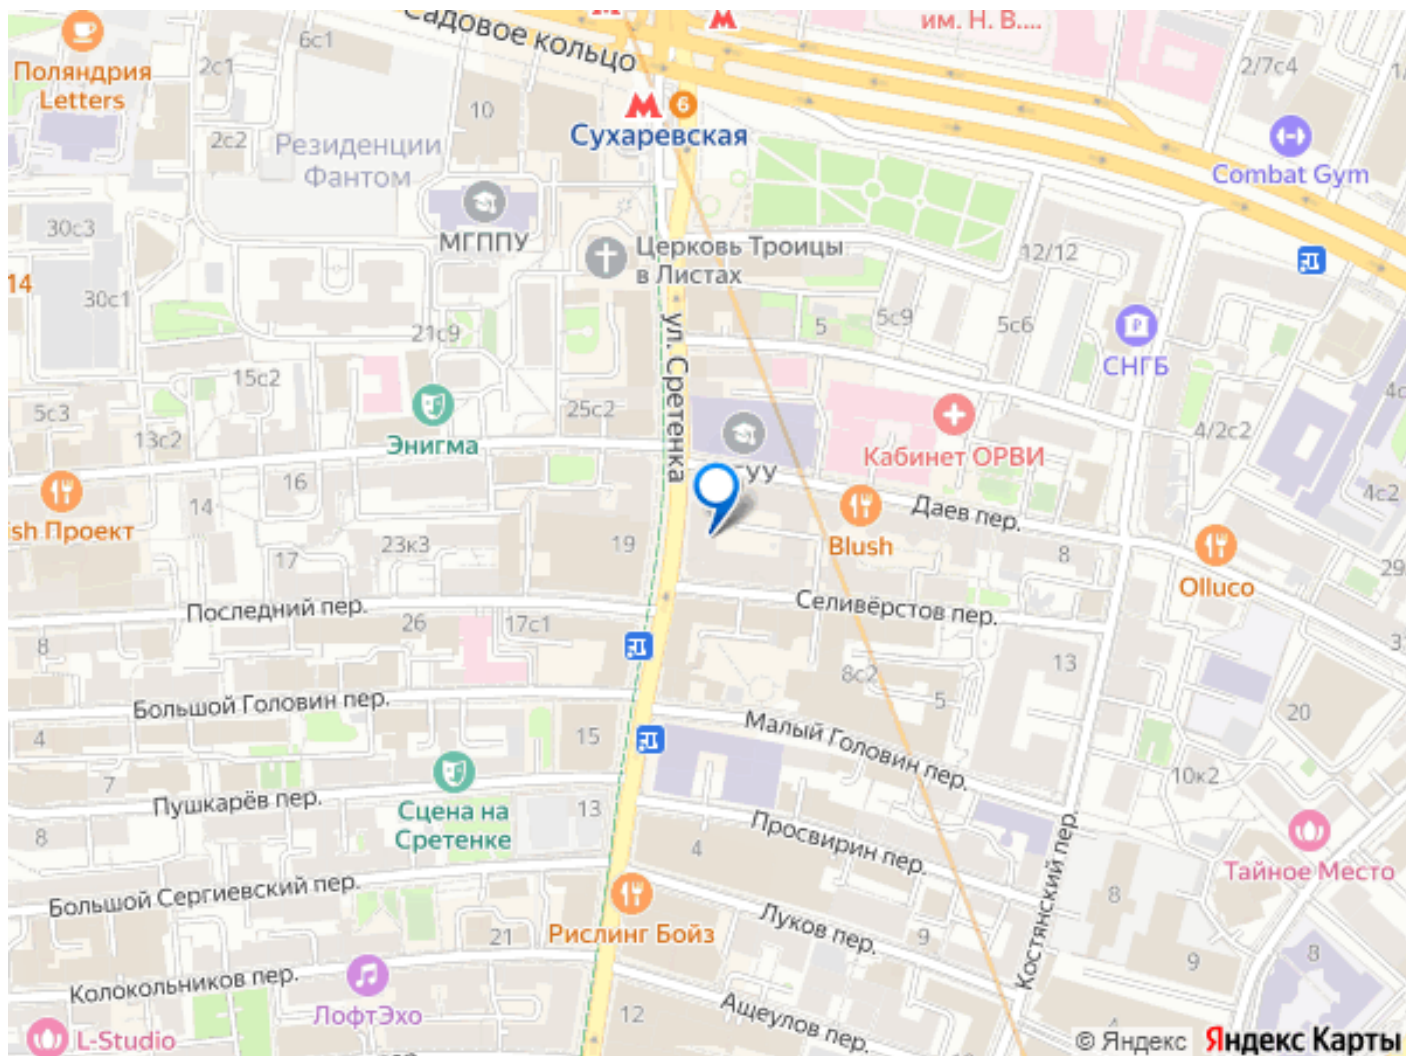 Садовое кольцо
им. Н. В....
6с1
2с1
2/7с4
Поляндрия
Letters
10
6
Сухаревская
2с2
Резиденции
Фантом
Combat Gym
30с3
МГППУ
Церковь Троицы
в Листах
12/12
14
30с1
21с9
ул. Сретенка
5
5с9
5с6
СНГБ
15с2
5с3
13с2
Энигма
25с2
4с
4/2с2
Кабинет ОРВИ
УУ
16
14
4с2
sh Проект
23к3
19
Blush
Даев пер.
8
29
Olluco
17
Последний пер.
26
17с1
Селивёрстов пер.
8
8с2
5
13
3
Большой Головин пер.
4
15
Малый Головин пер.
20
7
10к2
Пушкарёв пер.
Сцена на
Сретенке
13
8
4
Просвирин пер.
Костянский пер.
Тайное Место
Большой Сергиевский пер.
8
21
Рислинг Бойз
Луков пер.
9
9
8
Колокольников пер.
ЛофтЭхо
12
Ащеулов пер.
4
L-Studio
© Яндекс
Яндекс Карты